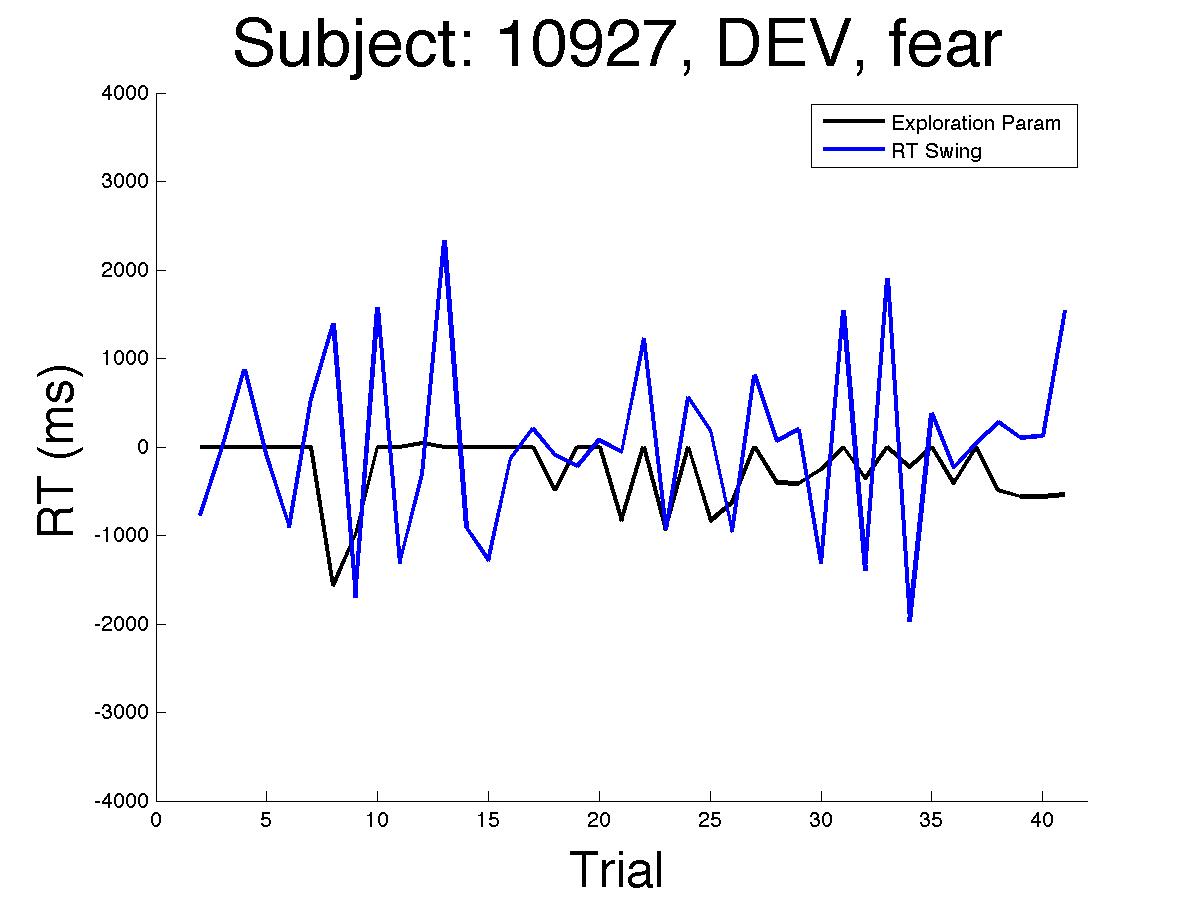 Subject: 10927, DEV, fear
4000
3000
2000
1000
0
-1000
-2000
-3000
-4000
RT (ms)
Exploration Param
RT Swing
0 5 10 15 20 25 30 35 40
Trial